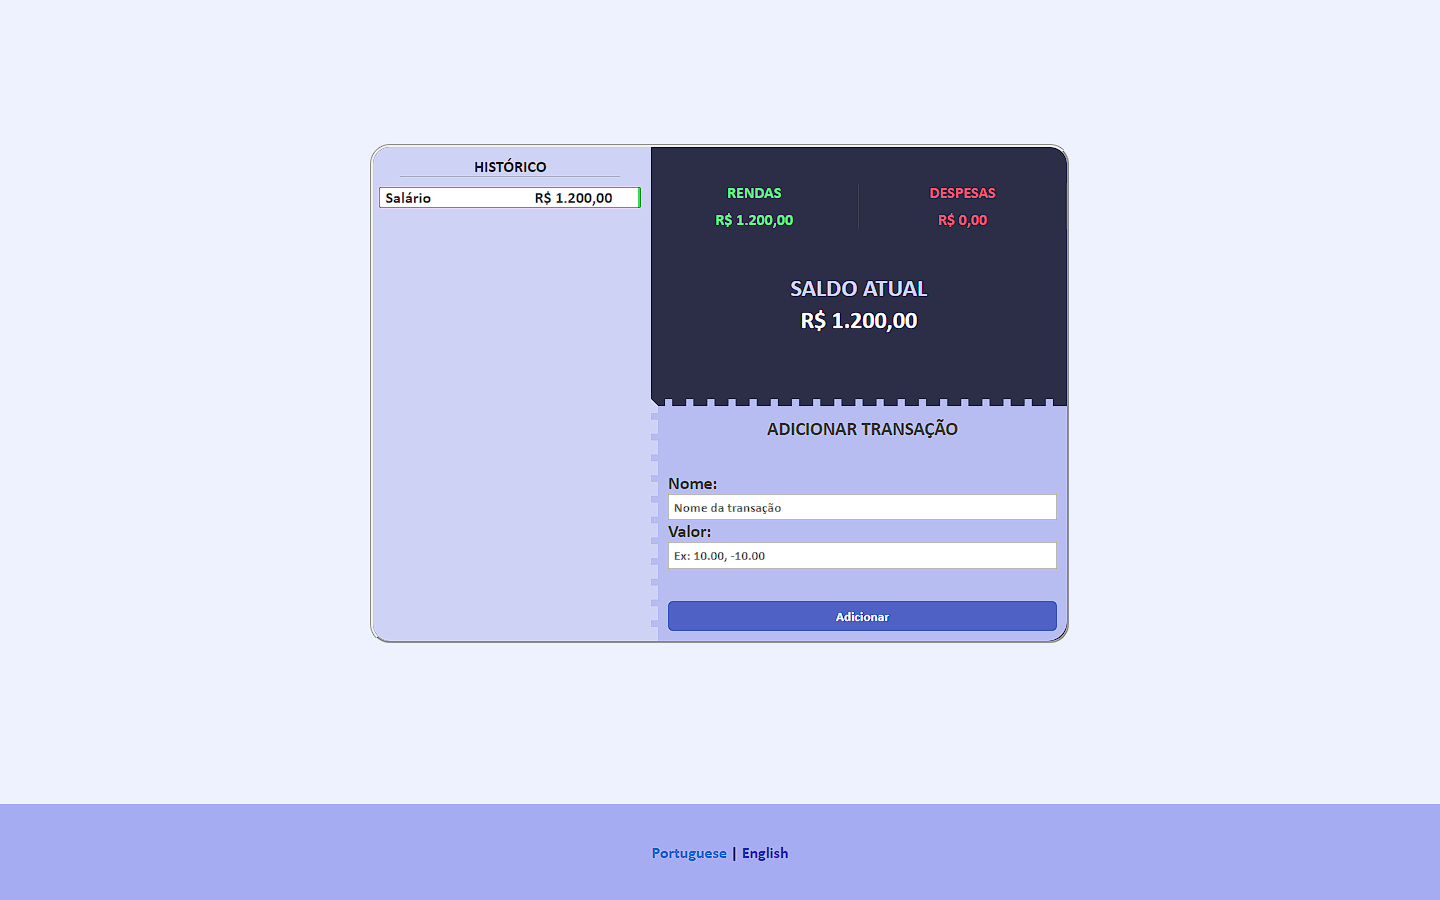 HISTÓRICO
Salário R$ 1.200,00
RENDAS
R$ 1.200,00
DESPESAS
R$ 0,00
SALDO ATUAL
R$ 1.200,00
ADICIONAR TRANSAÇÃO
Nome:
Nome da transação
Valor:
Ex: 10.00, -10.00
Adicionar
Portuguese | English